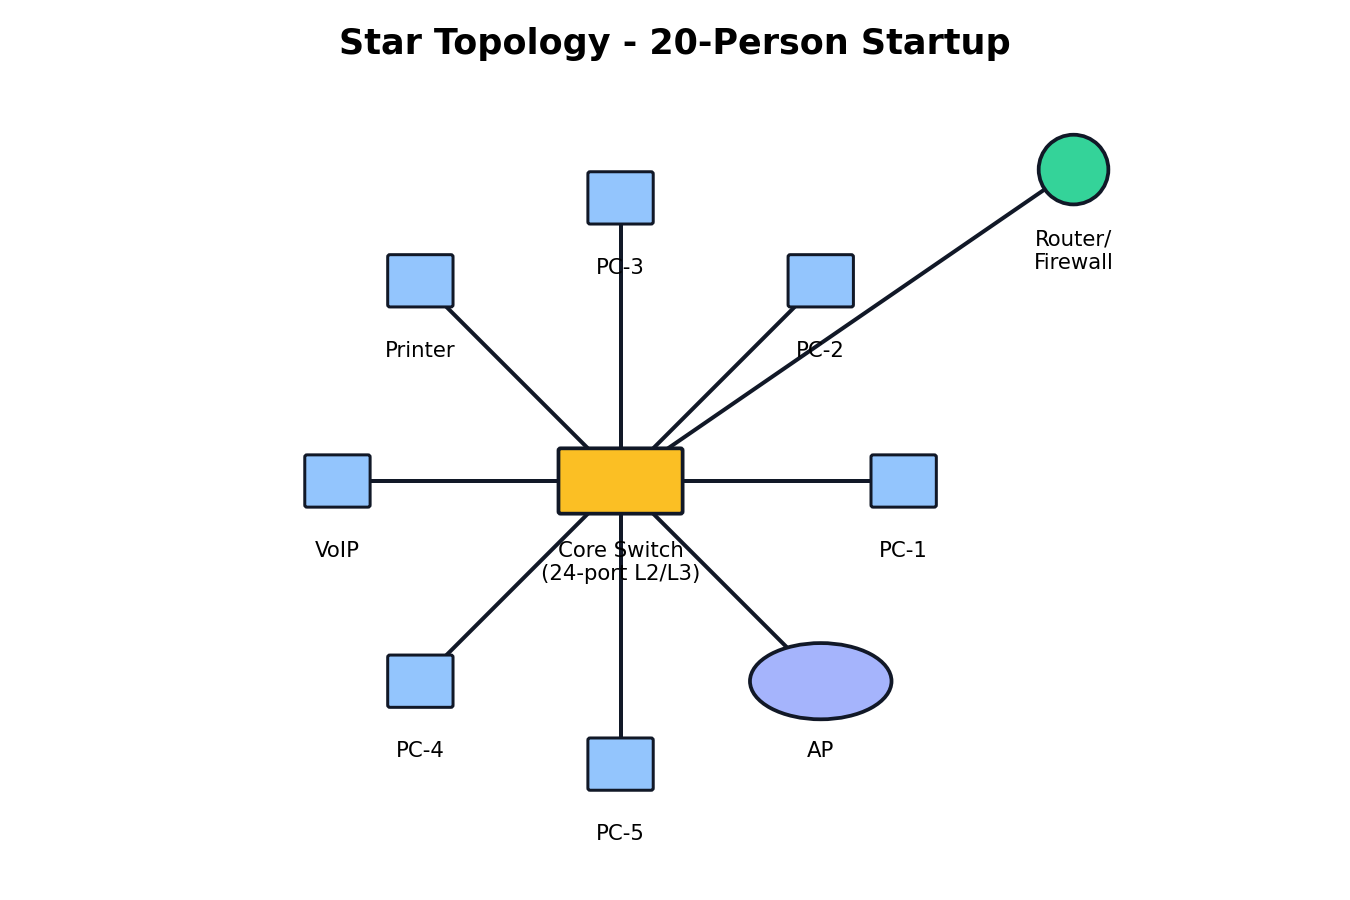 Star Topology - 20-Person Startup
Router/
Firewall
PC-3
Printer
PC-2
VoIP
Core Switch
(24-port L2/L3)
PC-1
PC-4
AP
PC-5